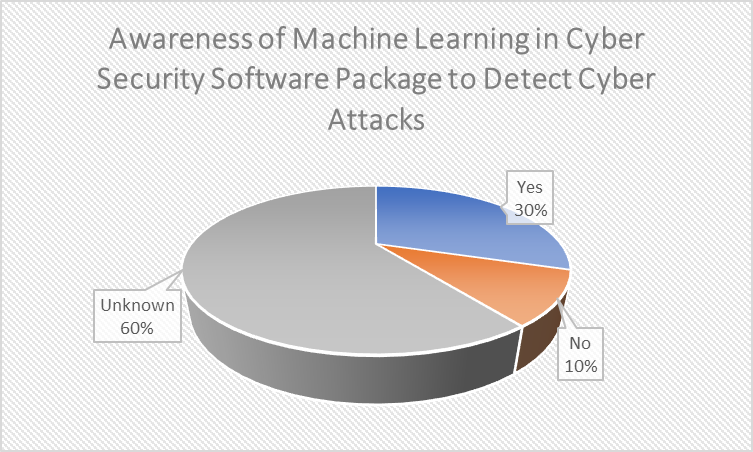 Awareness of Machine Learning in Cyber
Security Software Package to Detect Cyber
Attacks
Yes
30%
Unknown
60%
No
10%